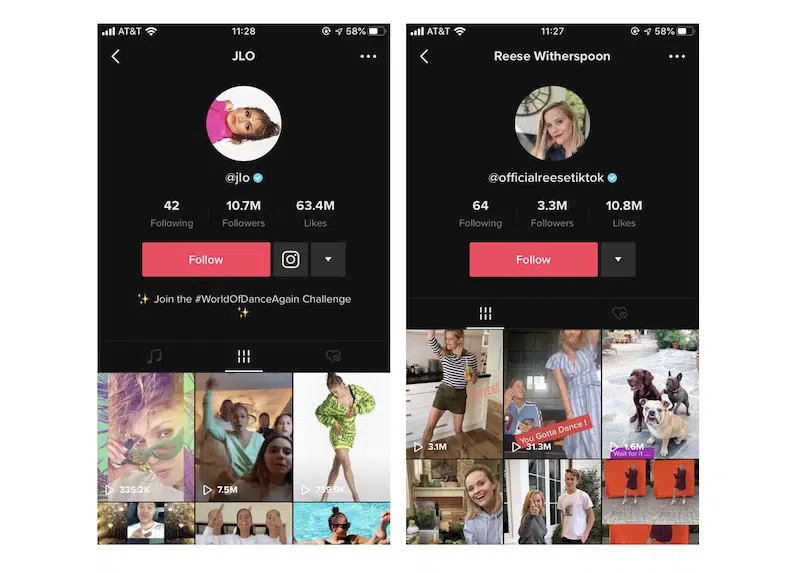 AT&T 11:28 58%
JLO
@jlo
42 10.7M 63.4M
Following Followers Likes
Follow
✨ Join the #WorldOfDanceAgain Challenge
✨
335.2K 7.5M 739.9K
AT&T 11:27 58%
Reese Witherspoon
@officialreesetiktok
64 3.3M 10.8M
Following Followers Likes
Follow
You Gotta Dance !
3.1M 31.3M 1.6M
Wait for it ....